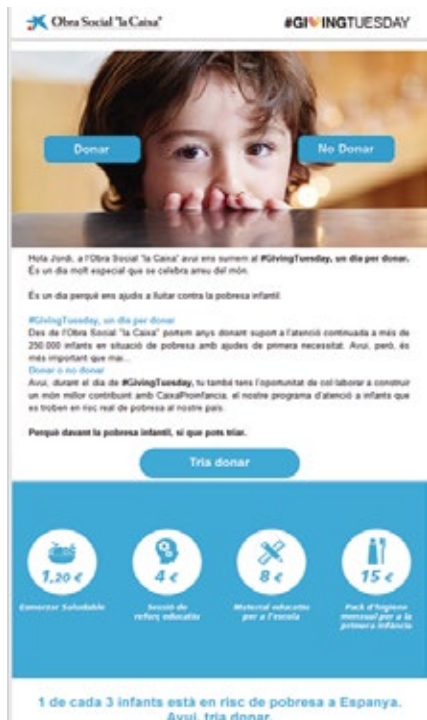 Obra Social "la Caixa"
#GIVINGTUESDAY
Donar
No Donar
Hola Jordi, a l'Obra Social "la Caixa" avui ens sumem al #GivingTuesday, un dia per donar.
És un dia molt especial que se celebra arreu del món.
És un dia perquè ens ajudis a lluitar contra la pobresa infantil.
#GivingTuesday, un dia per donar
Des de l'Obra Social "la Caixa" portem anys donant suport a l'atenció continuada a més de
250.000 infants en situació de pobresa amb ajudes de primera necessitat. Avui, però, és
més important que mai...
Donar o no donar
Avui, durant el dia de #GivingTuesday, tu també tens l'oportunitat de col·laborar a construir
un món millor contribuint amb CaixaProinfancia, el nostre programa d'atenció a infants que
es troben en risc real de pobresa al nostre país.
Perquè davant la pobresa infantil, sí que pots triar.
Tria donar
1,20 €
4 €
8 €
15 €
Esmorzar Saludable
Sessió de
reforç educatiu
Material educatiu
per a l'escola
Pack d'higiene
mensual per a la
primera infància
1 de cada 3 infants està en risc de pobresa a Espanya.
Avui, tria donar.